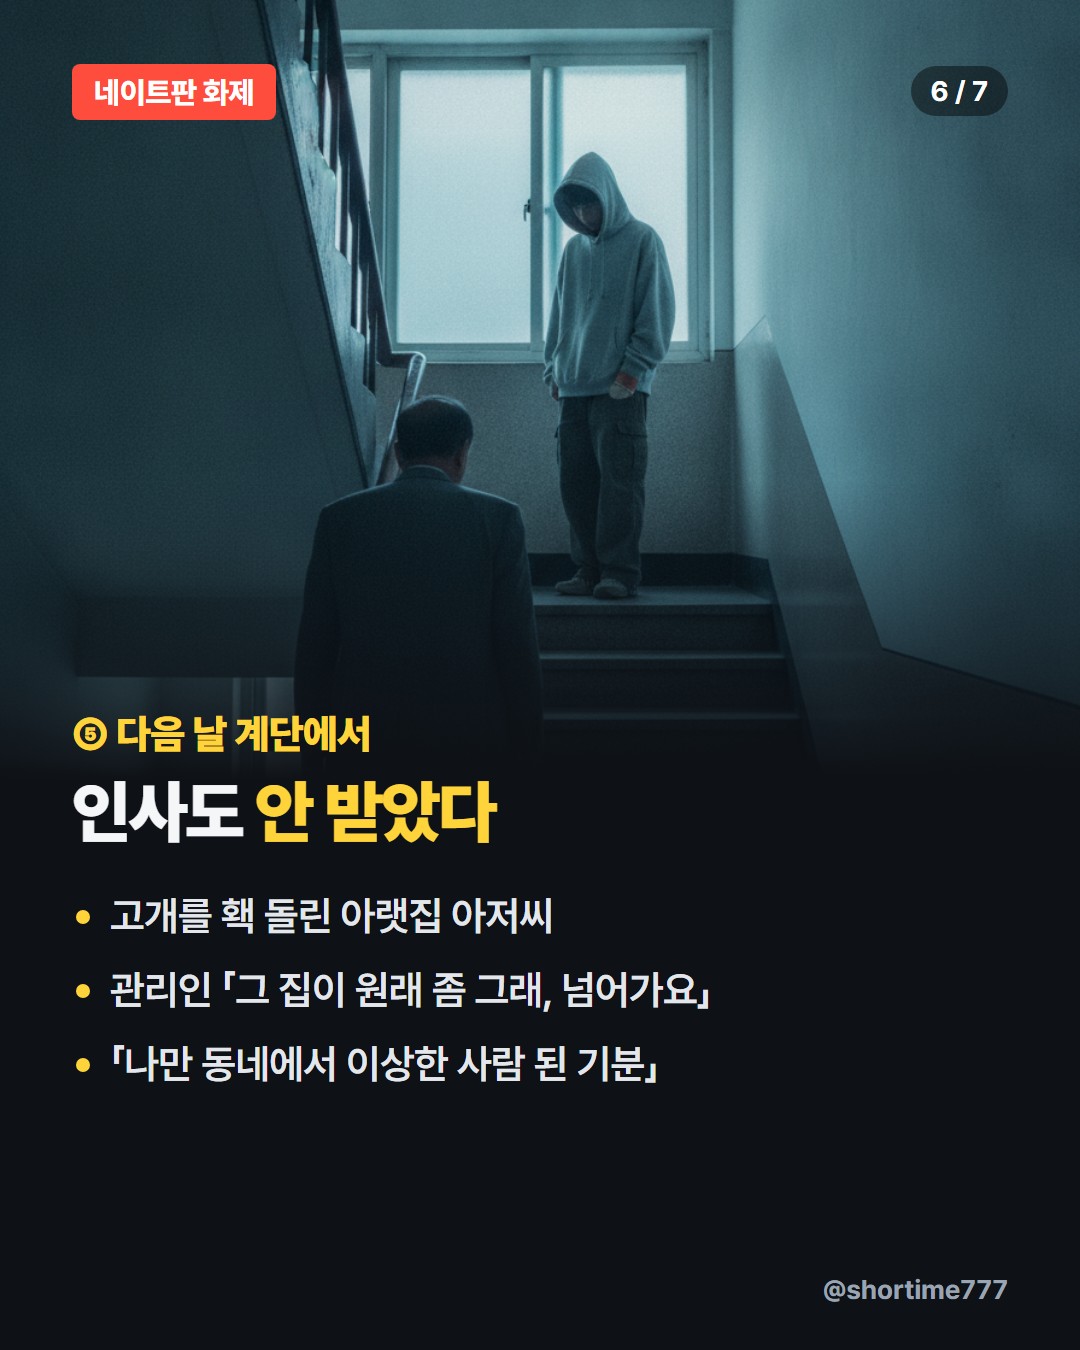 네이트판 화제
6 / 7
⑤ 다음 날 계단에서
인사도 안 받았다
• 고개를 홱 돌린 아랫집 아저씨
• 관리인 「그 집이 원래 좀 그래, 넘어가요」
• 「나만 동네에서 이상한 사람 된 기분」
@shortime777